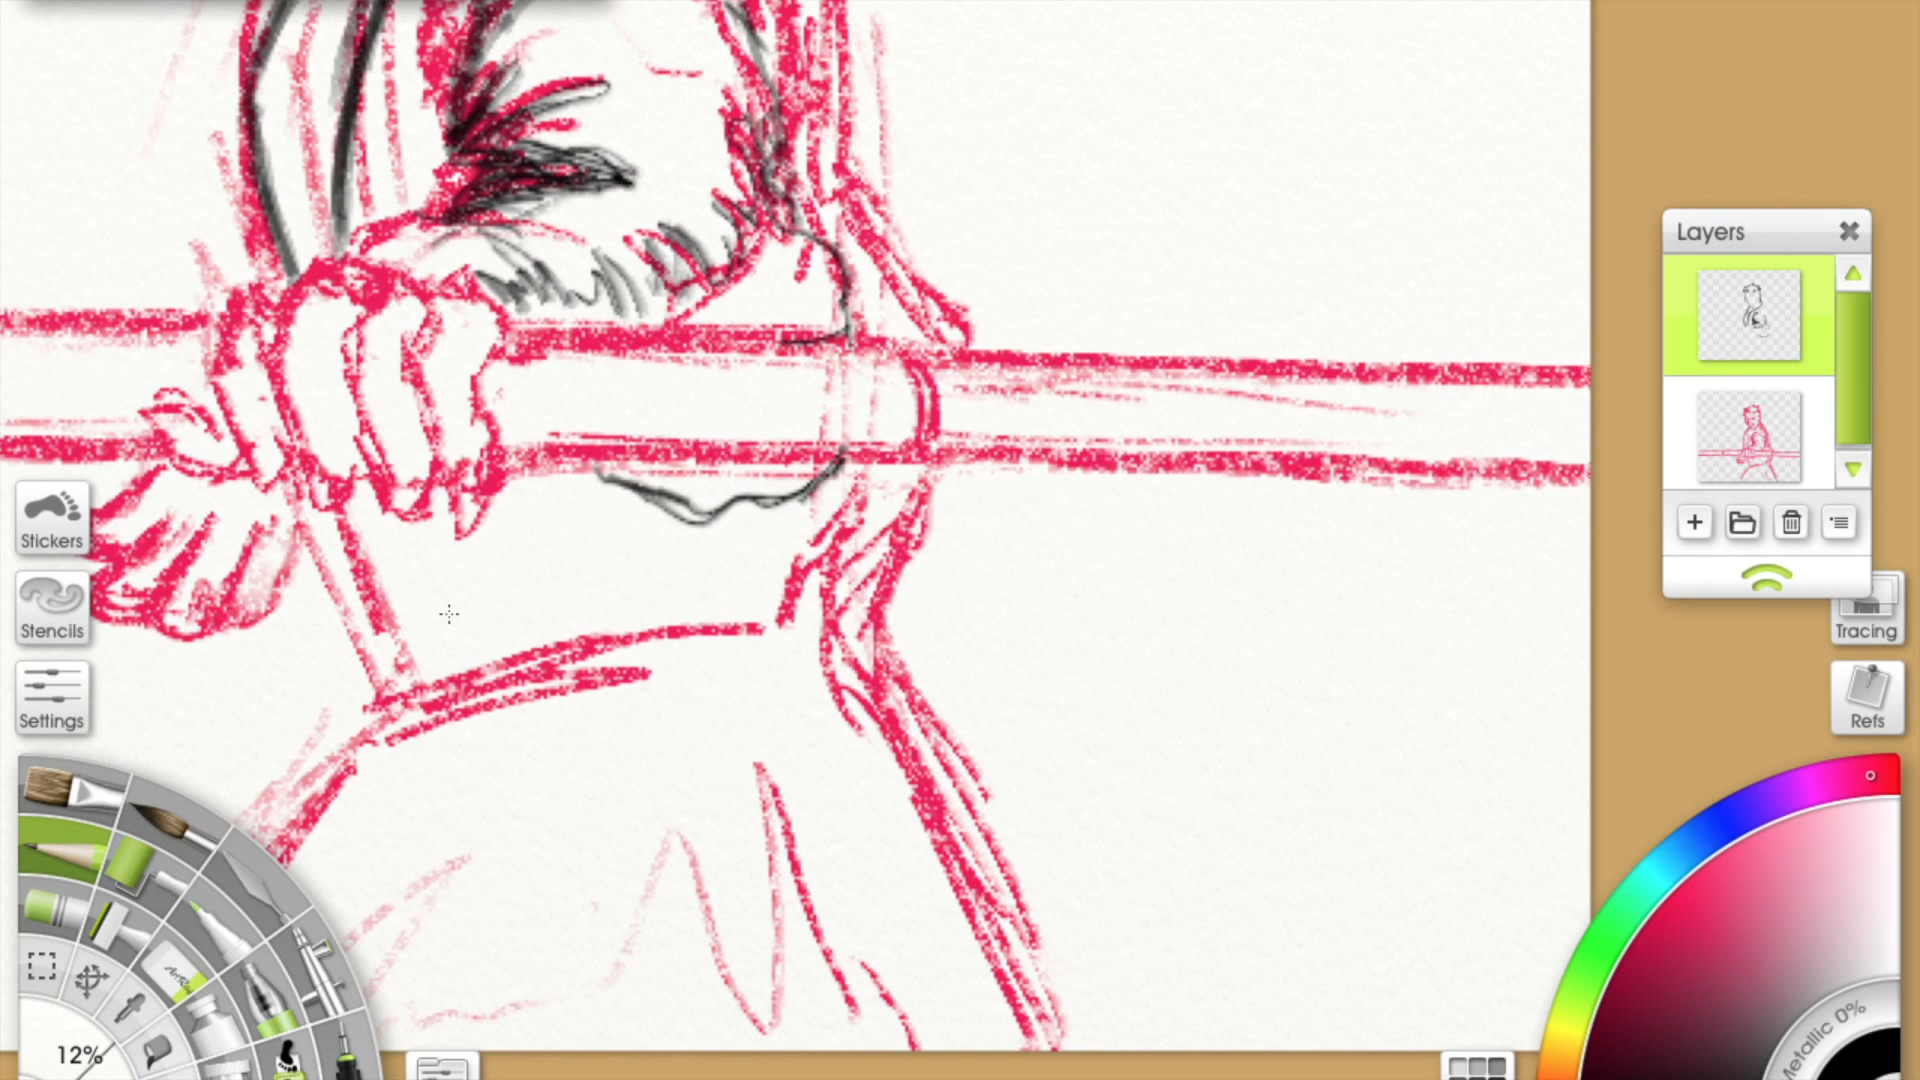 Layers
Stickers
Stencils
Settings
Tracing
Refs
12%
Metallic 0%